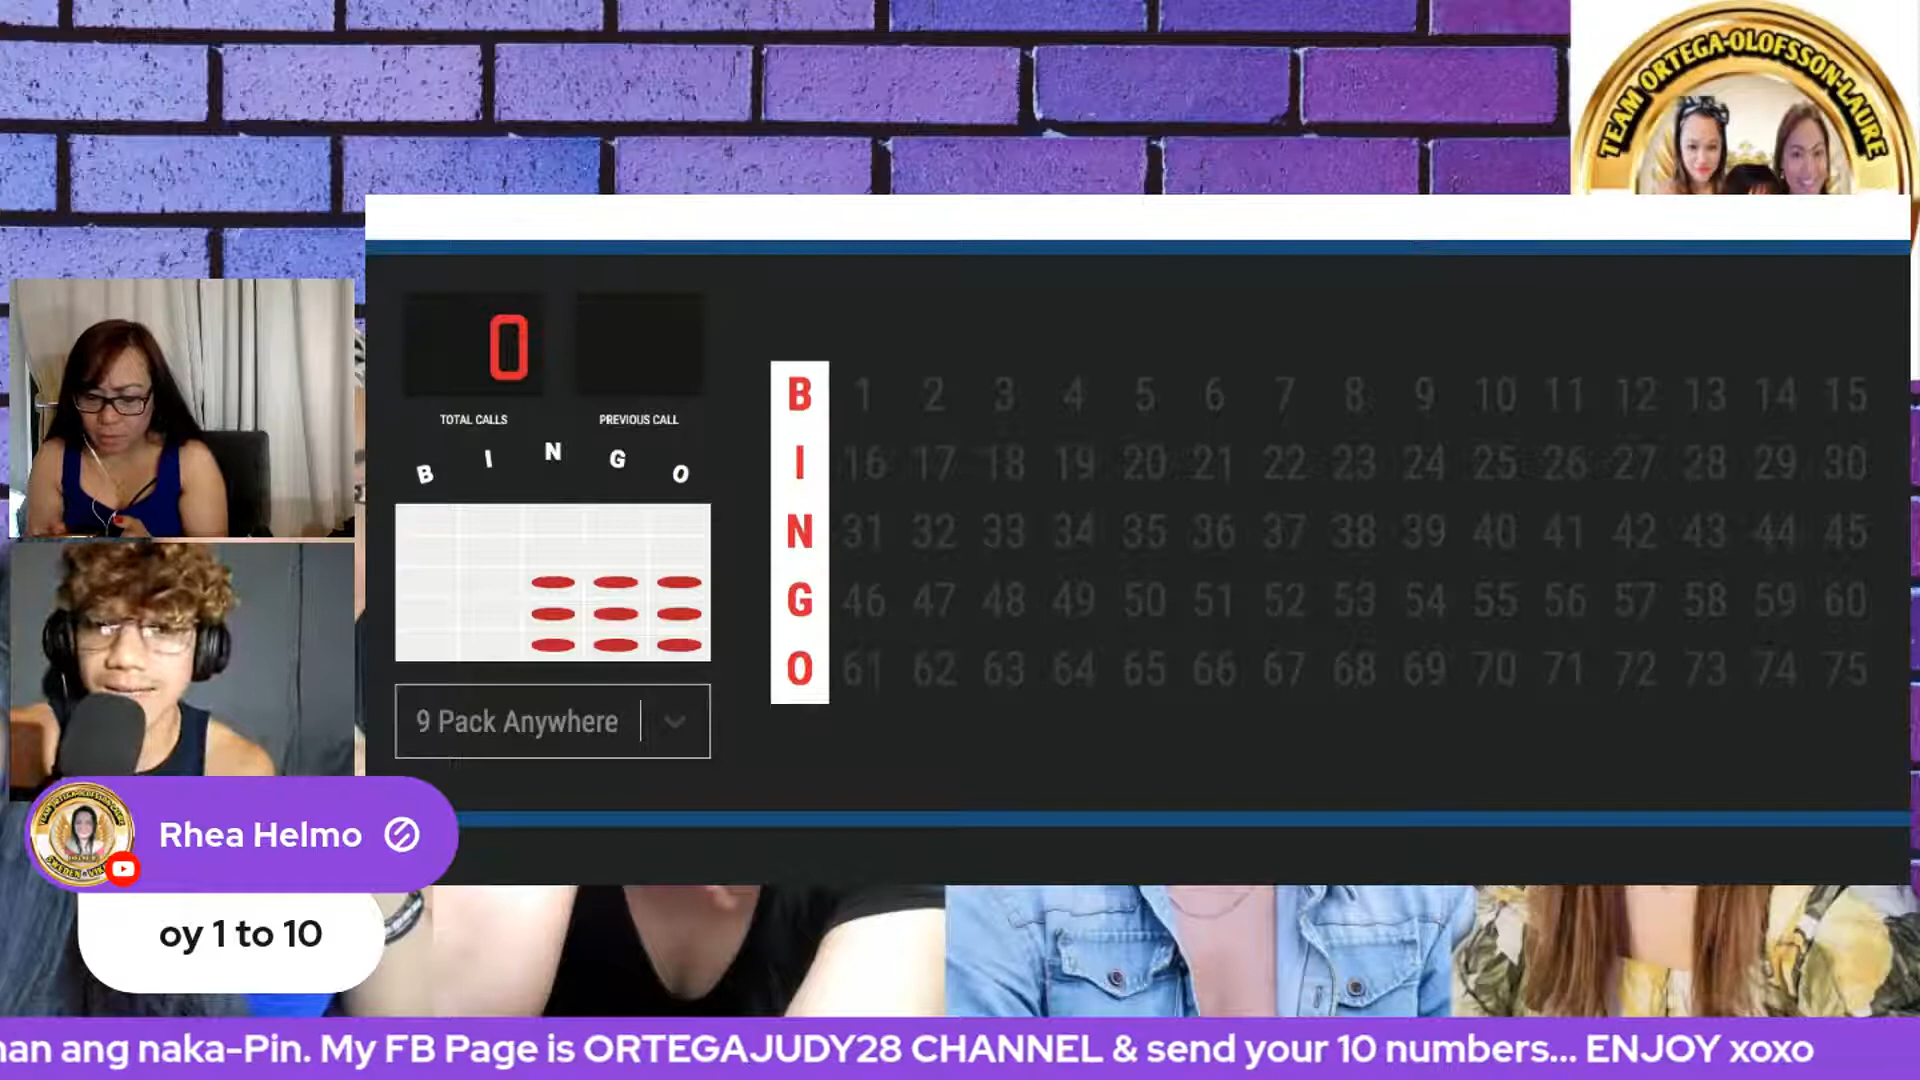 TEAM ORTEGA-OLOFSSON-LAURE
0
TOTAL CALLS
PREVIOUS CALL
B I N G O
9 Pack Anywhere
B 1 2 3 4 5 6 7 8 9 10 11 12 13 14 15
I 16 17 18 19 20 21 22 23 24 25 26 27 28 29 30
N 31 32 33 34 35 36 37 38 39 40 41 42 43 44 45
G 46 47 48 49 50 51 52 53 54 55 56 57 58 59 60
O 61 62 63 64 65 66 67 68 69 70 71 72 73 74 75
Rhea Helmo
oy 1 to 10
ang naka-Pin. My FB Page is ORTEGAJUDY28 CHANNEL & send your 10 numbers... ENJOY xoxo